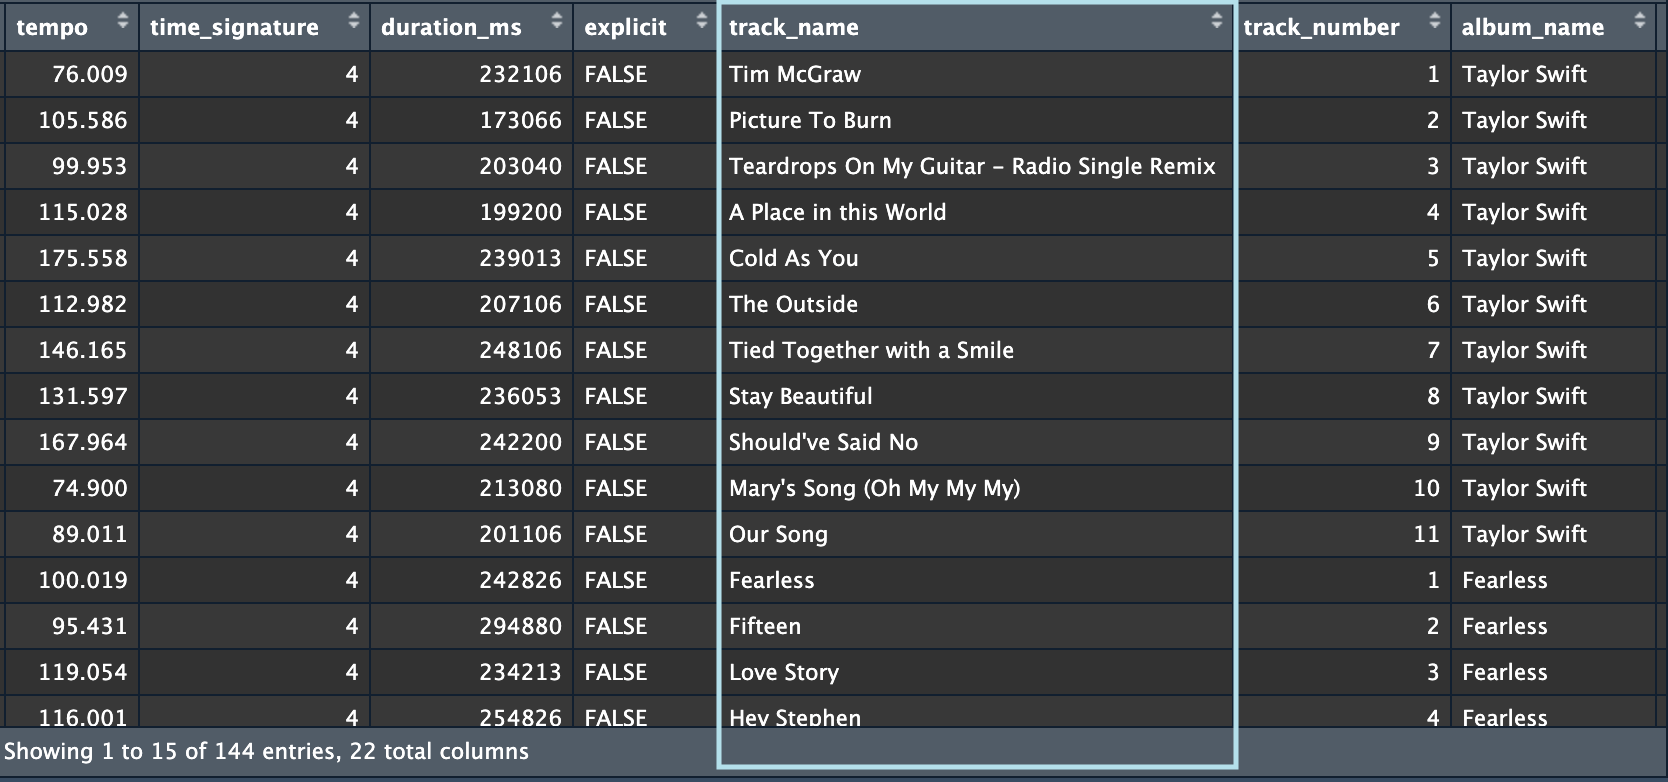 tempo time_signature duration_ms explicit track_name track_number album_name
76.009 4 232106 FALSE Tim McGraw 1 Taylor Swift
105.586 4 173066 FALSE Picture To Burn 2 Taylor Swift
99.953 4 203040 FALSE Teardrops On My Guitar – Radio Single Remix 3 Taylor Swift
115.028 4 199200 FALSE A Place in this World 4 Taylor Swift
175.558 4 239013 FALSE Cold As You 5 Taylor Swift
112.982 4 207106 FALSE The Outside 6 Taylor Swift
146.165 4 248106 FALSE Tied Together with a Smile 7 Taylor Swift
131.597 4 236053 FALSE Stay Beautiful 8 Taylor Swift
167.964 4 242200 FALSE Should've Said No 9 Taylor Swift
74.900 4 213080 FALSE Mary's Song (Oh My My My) 10 Taylor Swift
89.011 4 201106 FALSE Our Song 11 Taylor Swift
100.019 4 242826 FALSE Fearless 1 Fearless
95.431 4 294880 FALSE Fifteen 2 Fearless
119.054 4 234213 FALSE Love Story 3 Fearless
116.001 4 254826 FALSE Hey Stephen 4 Fearless
Showing 1 to 15 of 144 entries, 22 total columns